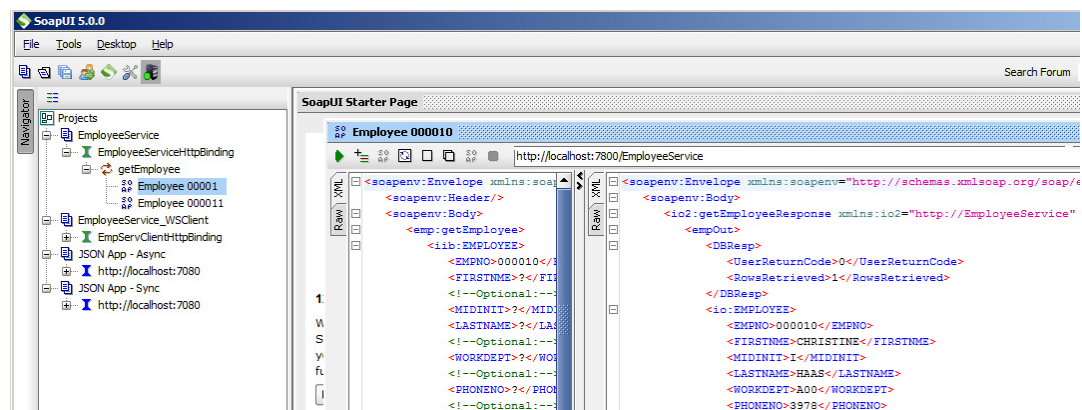 SoapUI 5.0.0
File Tools Desktop Help
Search Forum
Navigator
Projects
EmployeeService
EmployeeServiceHttpBinding
getEmployee
Employee 00001
Employee 000011
EmployeeService_WSClient
EmpServClientHttpBinding
JSON App - Async
http://localhost:7080
JSON App - Sync
http://localhost:7080
SoapUI Starter Page
Employee 000010
http://localhost:7800/EmployeeService
XML
Raw
<soapenv:Envelope xmlns:soap
<soapenv:Header/>
<soapenv:Body>
<emp:getEmployee>
<iib:EMPLOYEE>
<EMPNO>000010</E
<FIRSTNME>?</FI
<!--Optional:-->
<MIDINIT>?</MID
<LASTNAME>?</LAS
<!--Optional:-->
<WORKDEPT>?</WO
<!--Optional:-->
<PHONENO>?</PHO
<!--Optional:-->
XML
Raw
<soapenv:Envelope xmlns:soapenv="http://schemas.xmlsoap.org/soap/e
<soapenv:Body>
<io2:getEmployeeResponse xmlns:io2="http://EmployeeService"
<empOut>
<DBResp>
<UserReturnCode>0</UserReturnCode>
<RowsRetrieved>1</RowsRetrieved>
</DBResp>
<io:EMPLOYEE>
<EMPNO>000010</EMPNO>
<FIRSTNME>CHRISTINE</FIRSTNME>
<MIDINIT>I</MIDINIT>
<LASTNAME>HAAS</LASTNAME>
<WORKDEPT>A00</WORKDEPT>
<PHONENO>3978</PHONENO>